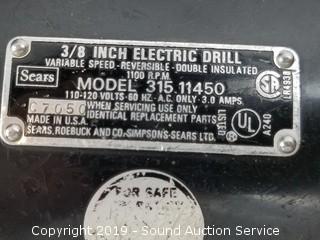 3/8 INCH ELECTRIC DRILL
VARIABLE SPEED-REVERSIBLE-DOUBLE INSULATED
1100 R.P.M.
Sears
MODEL 315.11450
110-120 VOLTS-60 HZ.-A.C. ONLY-3.0 AMPS.
C7050
WHEN SERVICING USE ONLY
IDENTICAL REPLACEMENT PARTS
MADE IN U.S.A.
SEARS, ROEBUCK AND CO.-SIMPSONS-SEARS LTD.
SA
LR4938
LISTED
UL
A240
FOR SAFE
Copyright 2019 - Sound Auction Service